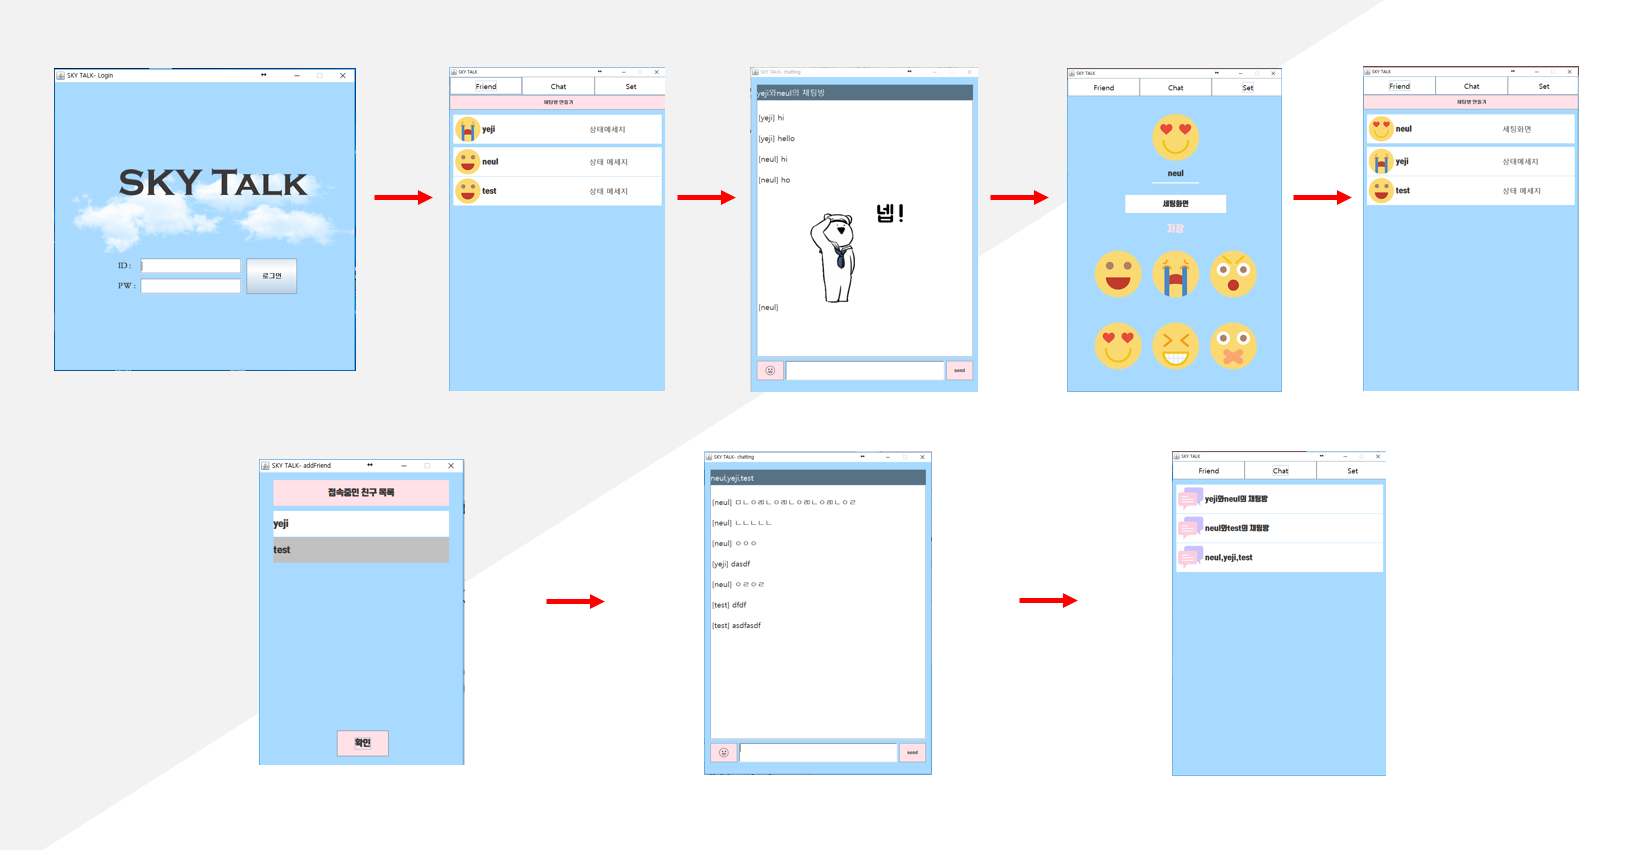 SKY TALK- Login
SKY TALK
ID :
PW :
로그인
SKY TALK
Friend
Chat
Set
채팅방 만들기
yeji
상태메세지
neul
상태 메세지
test
상태 메세지
SKY TALK- chatting
yeji와neul의 채팅방
[yeji] hi
[yeji] hello
[neul] hi
[neul] ho
넵!
[neul]
send
SKY TALK
Friend
Chat
Set
neul
세팅화면
저장
SKY TALK
Friend
Chat
Set
채팅방 만들기
neul
세팅화면
yeji
상태메세지
test
상태 메세지
SKY TALK- addFriend
접속중인 친구 목록
yeji
test
확인
SKY TALK- chatting
neul,yeji,test
[neul] ㄴㄴㄴㄴㄴ
[neul] ㅇㅇㅇ
[yeji] dasdf
[neul] ㅇㄹㅇㄹ
[test] dfdf
[test] asdfasdf
send
SKY TALK
Friend
Chat
Set
yeji와neul의 채팅방
neul와test의 채팅방
neul,yeji,test